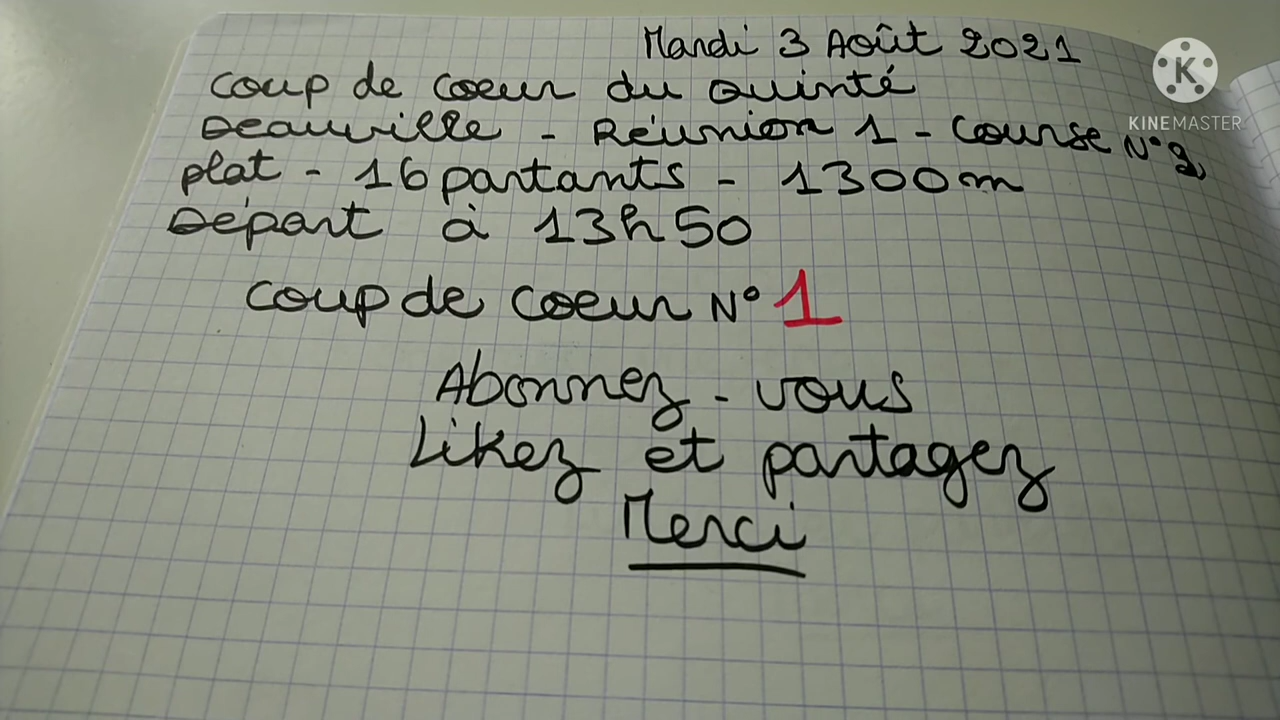 Mardi 3 Août 2021
coup de coeur du Quinté
Deauville - Réunion 1 - Course N° 2
plat - 16 partants - 1300m
Départ à 13h50
coup de coeur N° 1
Abonnez-vous
Likez et partagez
Merci
KINEMASTER